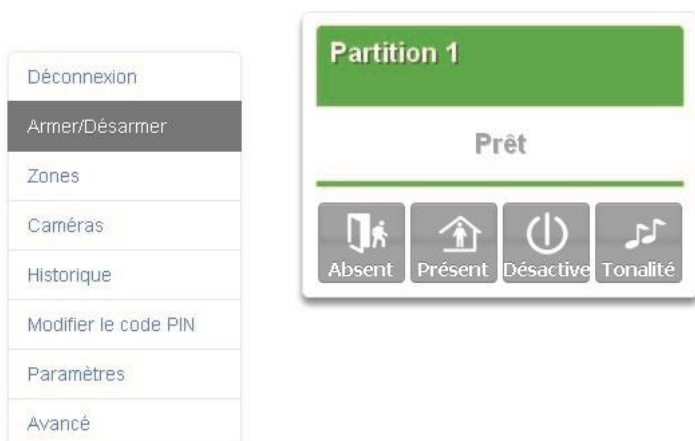 Déconnexion
Armer/Désarmer
Zones
Caméras
Historique
Modifier le code PIN
Paramètres
Avancé
Partition 1
Prêt
Absent Présent Désactive Tonalité